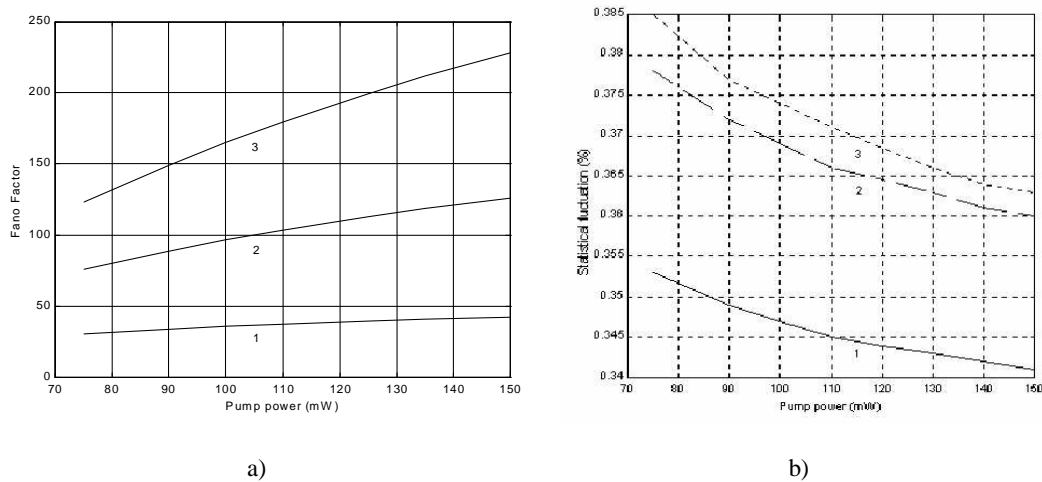 250
200
150
100
50
0
Fano Factor
3
2
1
70 80 90 100 110 120 130 140 150
Pump power (mW)
a)
0.385
0.38
0.375
0.37
0.365
0.36
0.355
0.35
0.345
0.34
Statistical fluctuation (%)
3
2
1
70 80 90 100 110 120 130 140 150
Pump power (mW)
b)